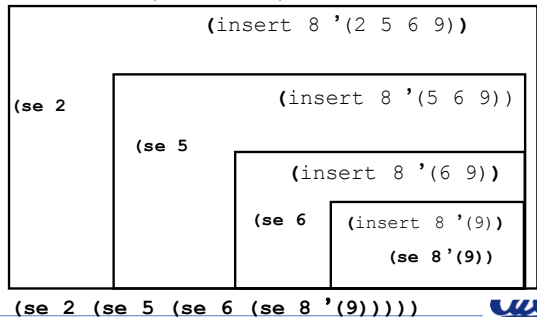 (insert 8 '(2 5 6 9))
(insert 8 '(5 6 9))
(se 2
(se 5
(insert 8 '(6 9))
(se 6
(insert 8 '(9))
(se 8'(9))
(se 2 (se 5 (se 6 (se 8 '(9)))))